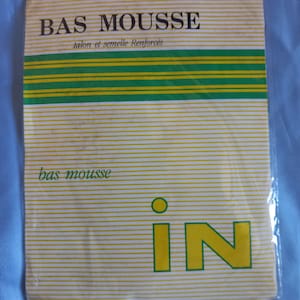 BAS MOUSSE
talon et semelle Renforcés
bas mousse
iN